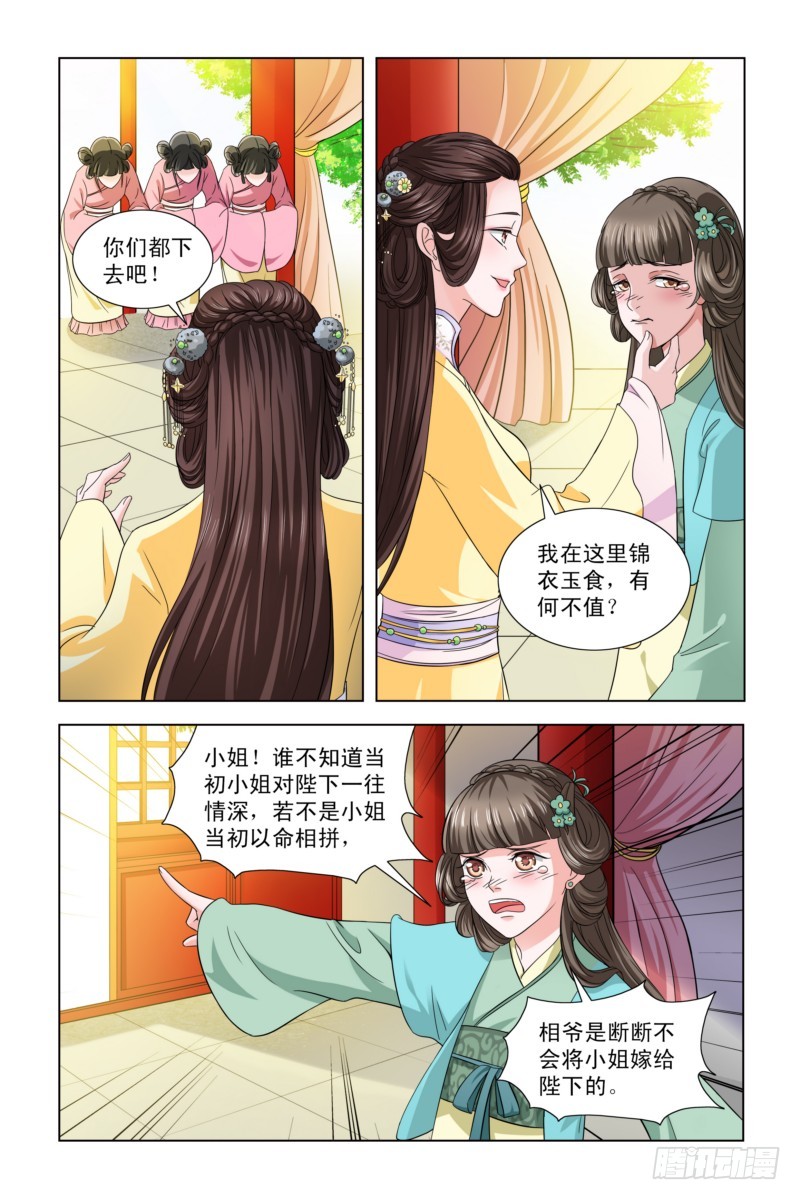 你们都下
去吧！
我在这里锦
衣玉食，有
何不值？
小姐！谁不知道当
初小姐对陛下一往
情深，若不是小姐
当初以命相拼，
相爷是断断不
会将小姐嫁给
陛下的。
腾讯动漫